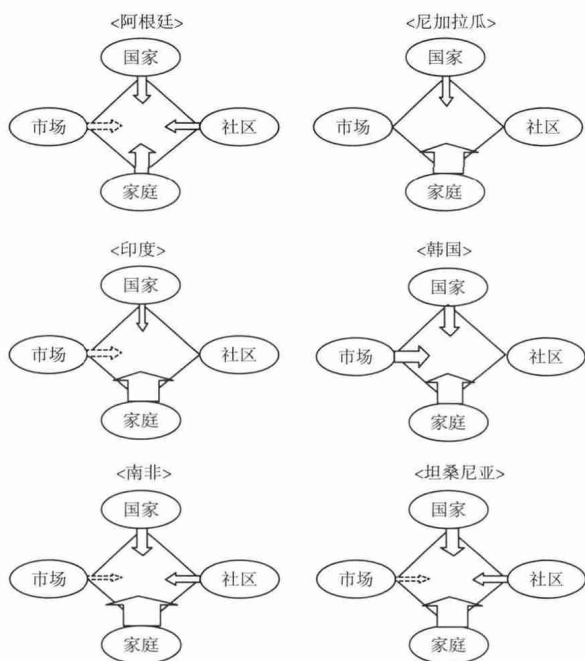 <阿根廷>
国家
市场
社区
家庭
<尼加拉瓜>
国家
市场
社区
家庭
<印度>
国家
市场
社区
家庭
<韩国>
国家
市场
社区
家庭
<南非>
国家
市场
社区
家庭
<坦桑尼亚>
国家
市场
社区
家庭